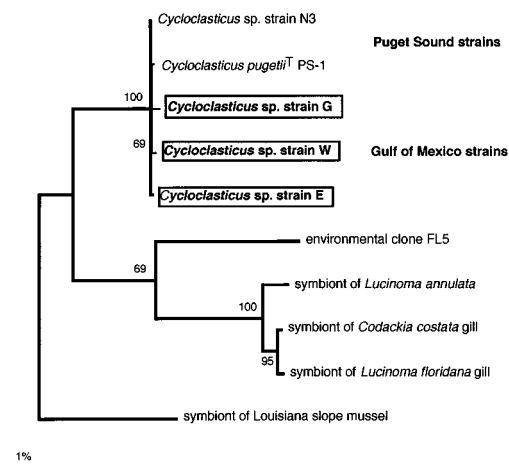 Cycloclasticus sp. strain N3
Puget Sound strains
Cycloclasticus pugetiiT PS-1
100
Cycloclasticus sp. strain G
69
Cycloclasticus sp. strain W
Gulf of Mexico strains
Cycloclasticus sp. strain E
environmental clone FL5
69
symbiont of Lucinoma annulata
100
symbiont of Codackia costata gill
95
symbiont of Lucinoma floridana gill
symbiont of Louisiana slope mussel
1%